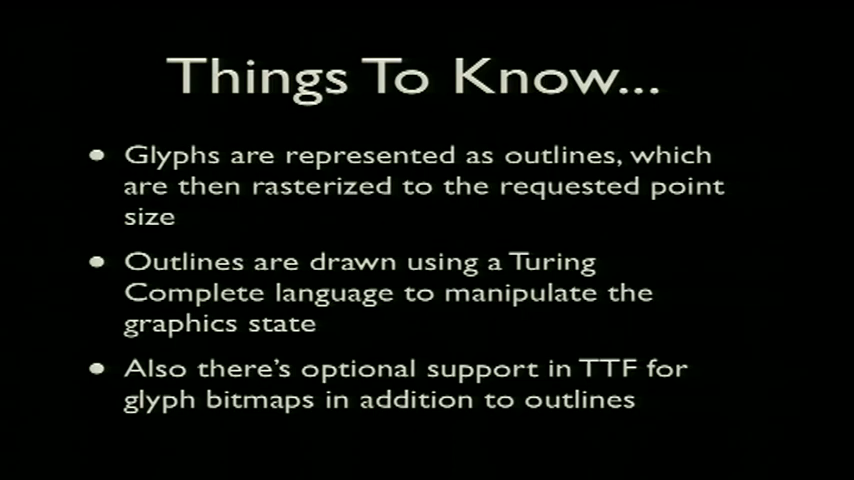 Things To Know...
• Glyphs are represented as outlines, which
are then rasterized to the requested point
size
• Outlines are drawn using a Turing
Complete language to manipulate the
graphics state
• Also there's optional support in TTF for
glyph bitmaps in addition to outlines